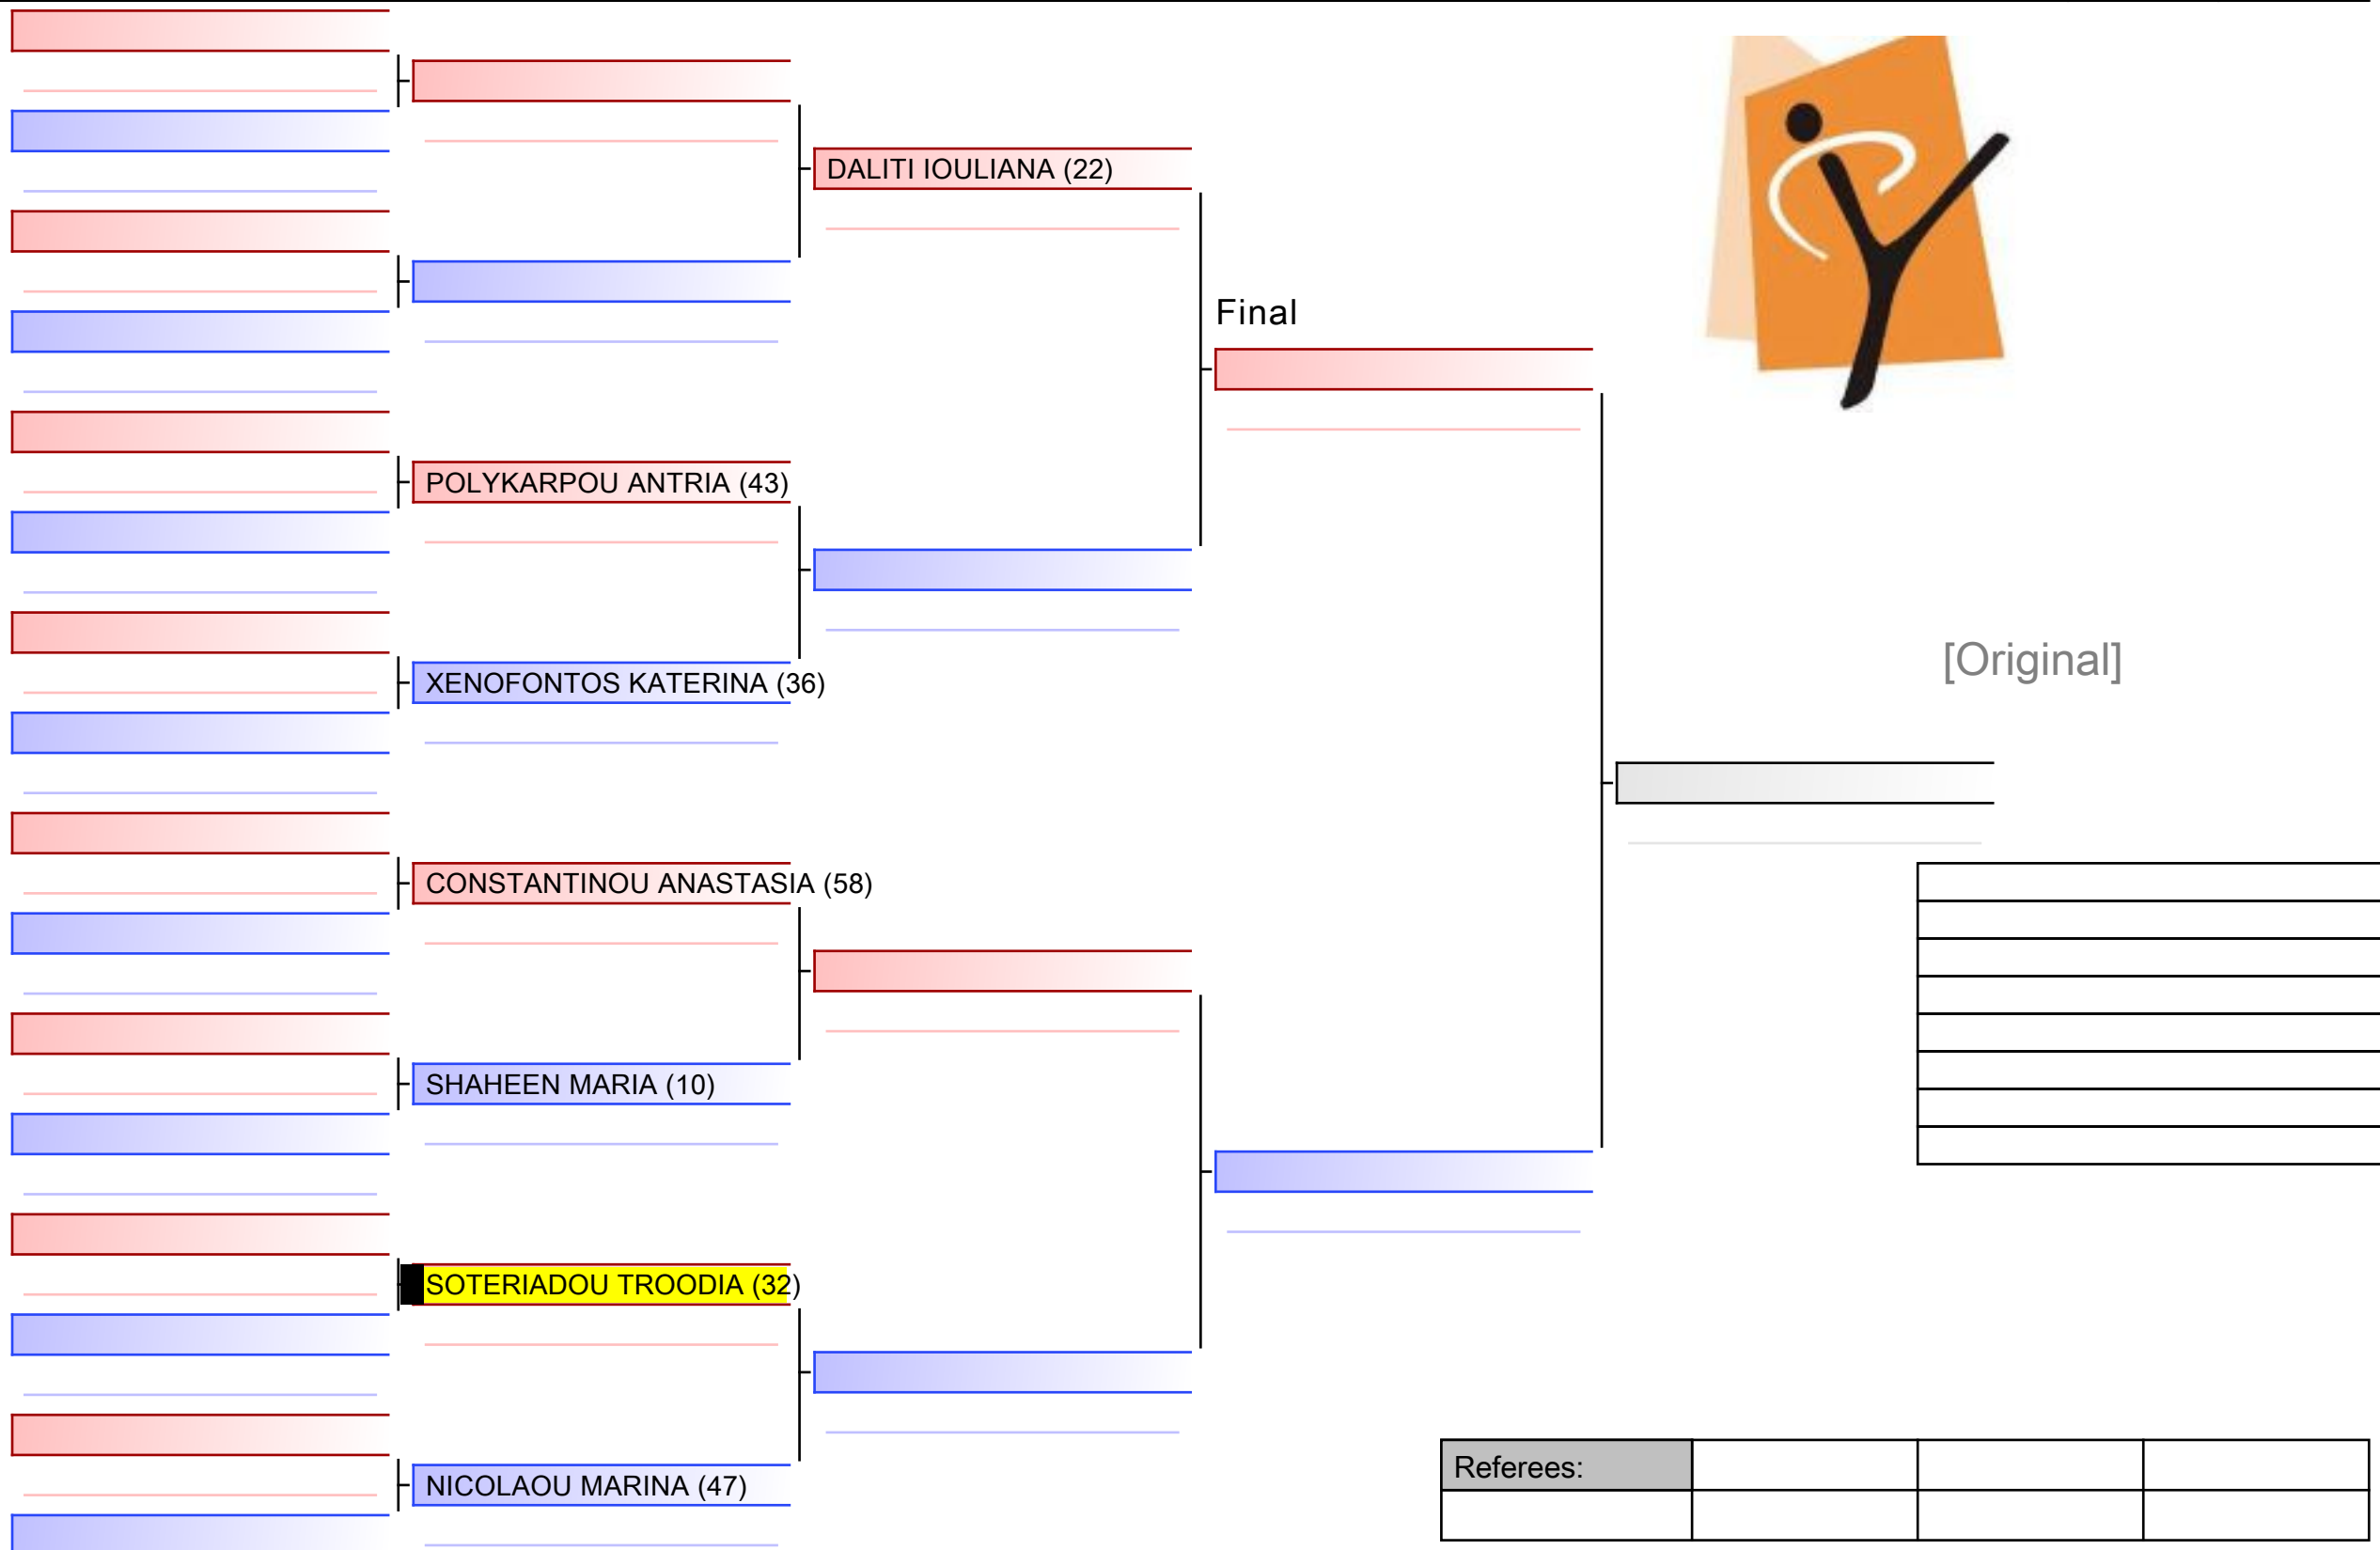 DALITI IOULIANA (22)
Final
POLYKARPOU ANTRIA (43)
[Original]
XENOFONTOS KATERINA (36)
CONSTANTINOU ANASTASIA (58)
SHAHEEN MARIA (10)
SOTERIADOU TROODIA (32)
Referees:
NICOLAOU MARINA (47)